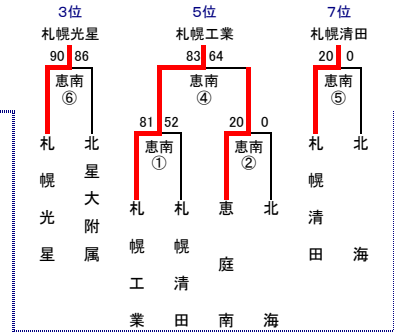 3位 5位 7位
札幌光星 札幌工業 札幌清田
90 86 83 64 20 0
恵南 恵南 恵南
⑥ ④ ⑤
81 52 20 0
恵南 恵南
① ②
札幌光星
北星大附属
札幌工業
札幌清田
恵庭南
北海
札幌清田
北海